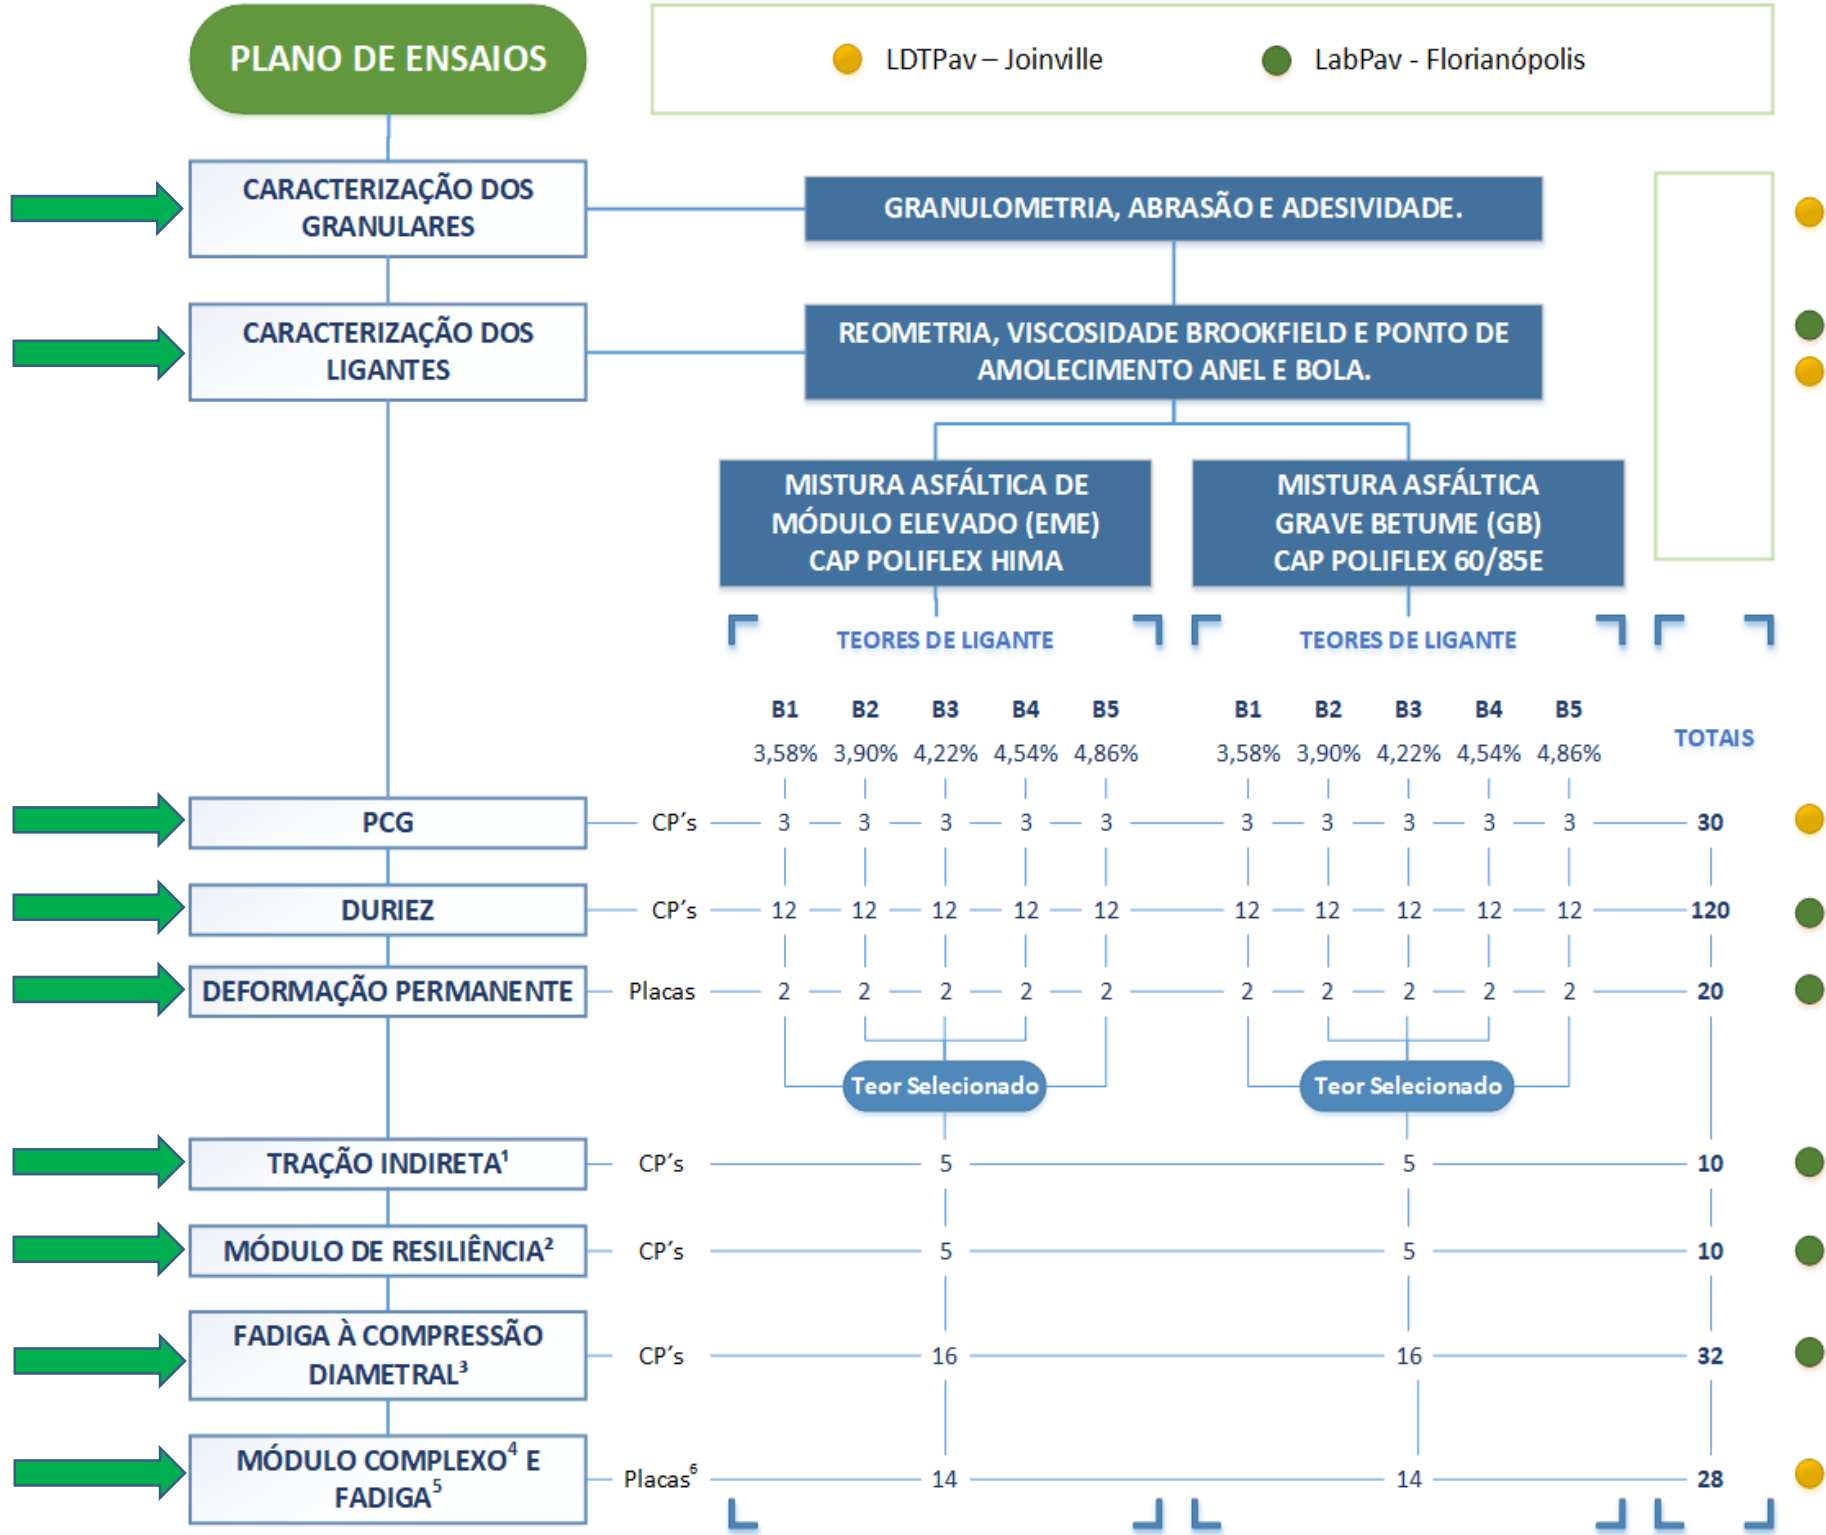 PLANO DE ENSAIOS
LDTPav – Joinville
LabPav - Florianópolis
CARACTERIZAÇÃO DOS
GRANULARES
GRANULOMETRIA, ABRASÃO E ADESIVIDADE.
CARACTERIZAÇÃO DOS
LIGANTES
REOMETRIA, VISCOSIDADE BROOKFIELD E PONTO DE
AMOLECIMENTO ANEL E BOLA.
MISTURA ASFÁLTICA DE
MÓDULO ELEVADO (EME)
CAP POLIFLEX HIMA
MISTURA ASFÁLTICA
GRAVE BETUME (GB)
CAP POLIFLEX 60/85E
TEORES DE LIGANTE
TEORES DE LIGANTE
B1 B2 B3 B4 B5 B1 B2 B3 B4 B5
TOTAIS
3,58% 3,90% 4,22% 4,54% 4,86% 3,58% 3,90% 4,22% 4,54% 4,86%
PCG CP's 3 3 3 3 3 3 3 3 3 3 30
DURIEZ CP's 12 12 12 12 12 12 12 12 12 12 120
DEFORMAÇÃO PERMANENTE Placas 2 2 2 2 2 2 2 2 2 2 20
Teor Selecionado Teor Selecionado
TRAÇÃO INDIRETA¹ CP's 5 5 10
MÓDULO DE RESILIÊNCIA² CP's 5 5 10
FADIGA À COMPRESSÃO
DIAMETRAL³
CP's 16 16 32
MÓDULO COMPLEXO⁴ E
FADIGA⁵
Placas⁶ 14 14 28